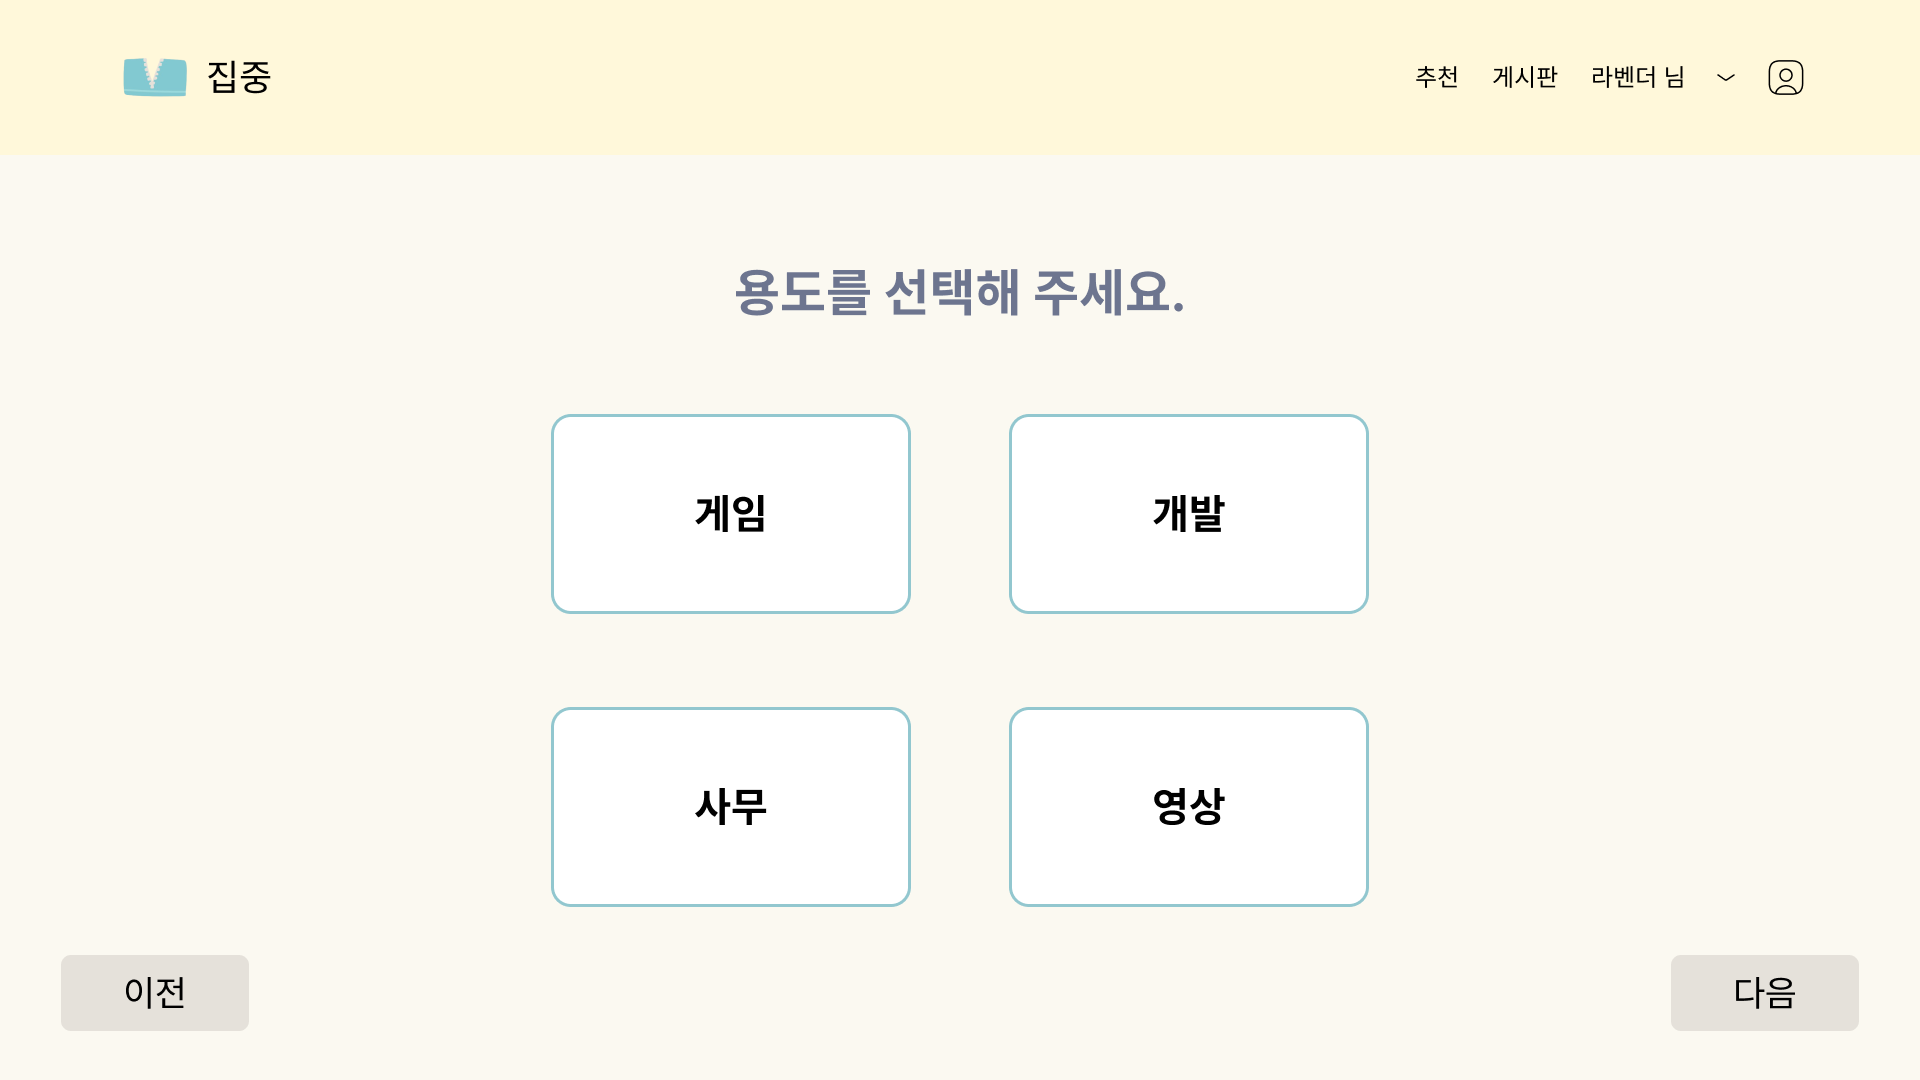 집중
추천 게시판 라벤더 님
용도를 선택해 주세요.
게임 개발
사무 영상
이전 다음